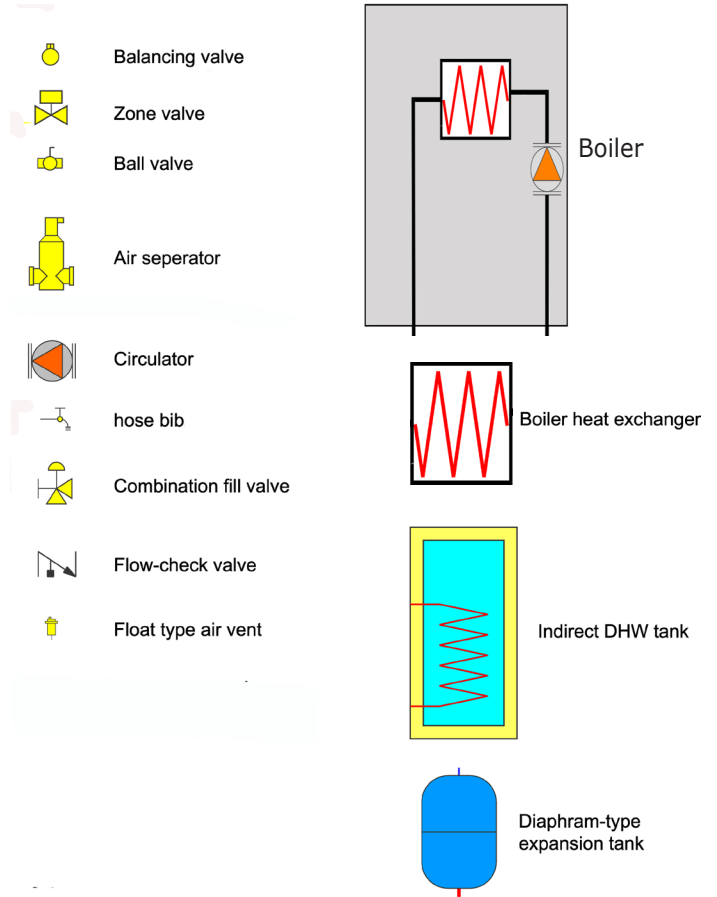 Balancing valve
Zone valve
Ball valve
Air seperator
Circulator
hose bib
Combination fill valve
Flow-check valve
Float type air vent
Boiler
Boiler heat exchanger
Indirect DHW tank
Diaphram-type
expansion tank